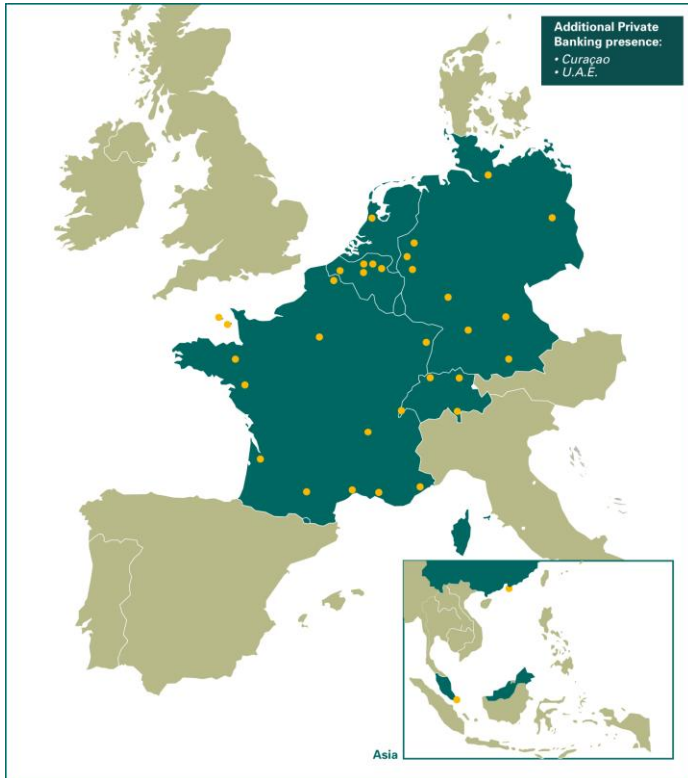 Additional Private
Banking presence:
• Curaçao
• U.A.E.
Asia